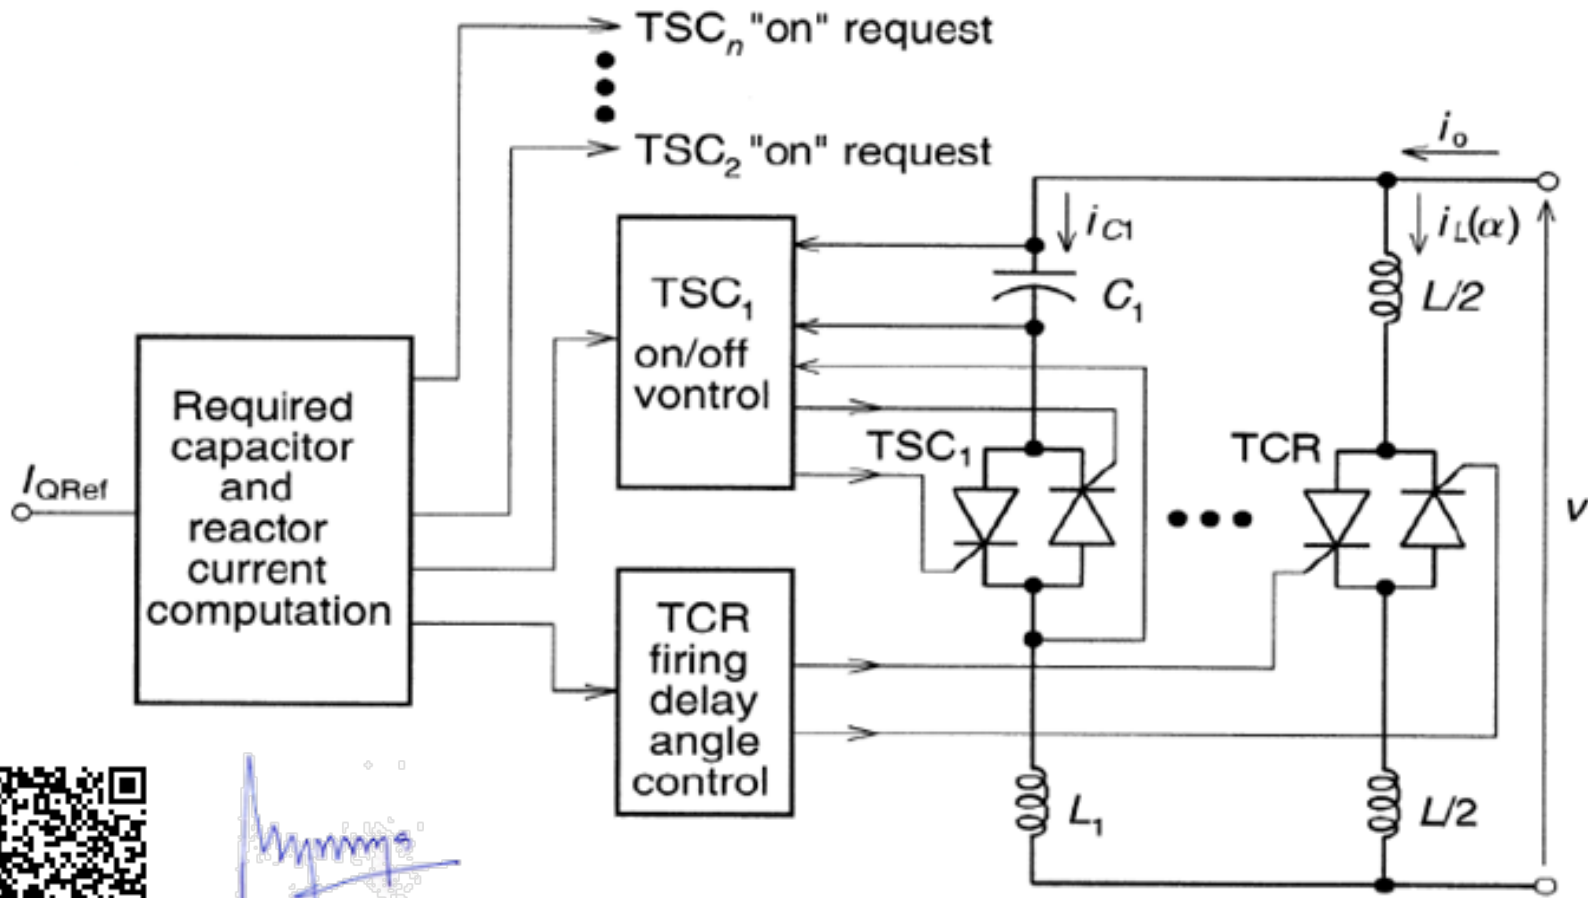 TSCn "on" request
TSC2 "on" request
io
iC1
iL(α)
TSC1
on/off
vontrol
C1
L/2
Required
capacitor
and
reactor
current
computation
IQRef
TSC1
TCR
v
TCR
firing
delay
angle
control
L1
L/2